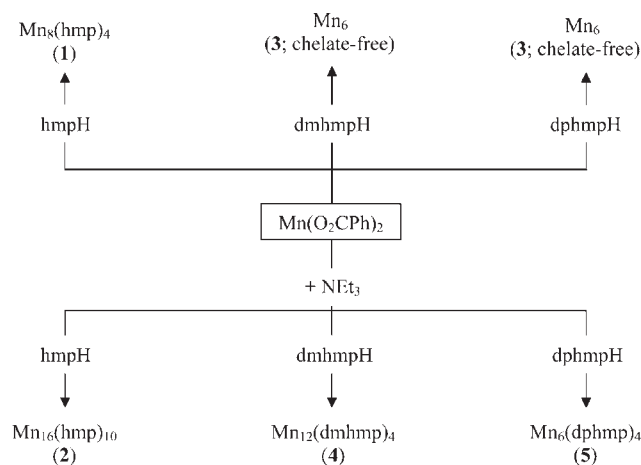 Mn₈(hmp)₄
(1)
Mn₆
(3; chelate-free)
Mn₆
(3; chelate-free)
hmpH
dmhmpH
dphmpH
Mn(O₂CPh)₂
+ NEt₃
hmpH
dmhmpH
dphmpH
Mn₁₆(hmp)₁₀
(2)
Mn₁₂(dmhmp)₄
(4)
Mn₆(dphmp)₄
(5)